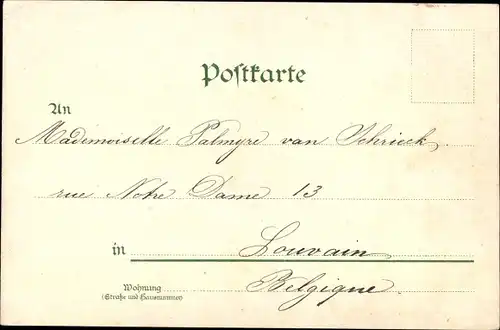 Postkarte
An
Mademoiselle Palmyre van Schrieck
rue Notre Dame 13
in Louvain
Wohnung Belgique.
(Straße und Hausnummer)